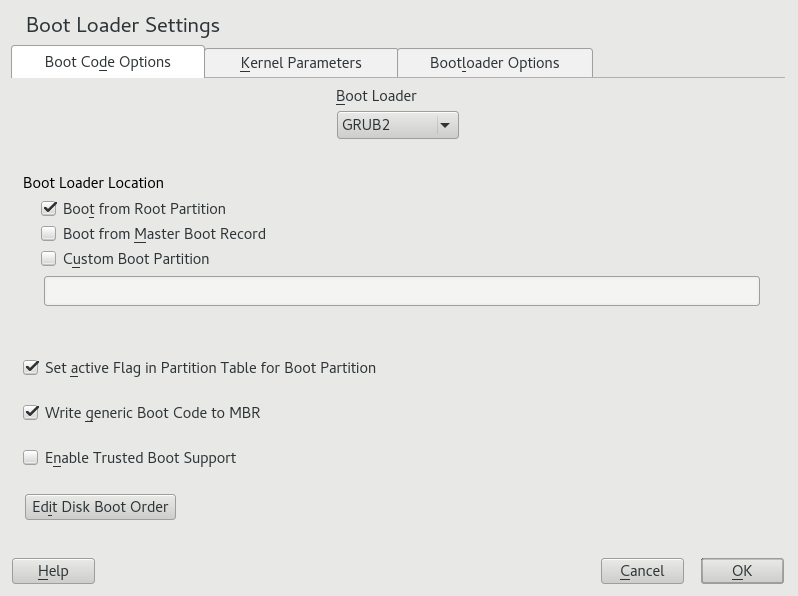 Boot Loader Settings
Boot Code Options
Kernel Parameters
Bootloader Options
Boot Loader
GRUB2
Boot Loader Location
Boot from Root Partition
Boot from Master Boot Record
Custom Boot Partition
Set active Flag in Partition Table for Boot Partition
Write generic Boot Code to MBR
Enable Trusted Boot Support
Edit Disk Boot Order
Help
Cancel
OK